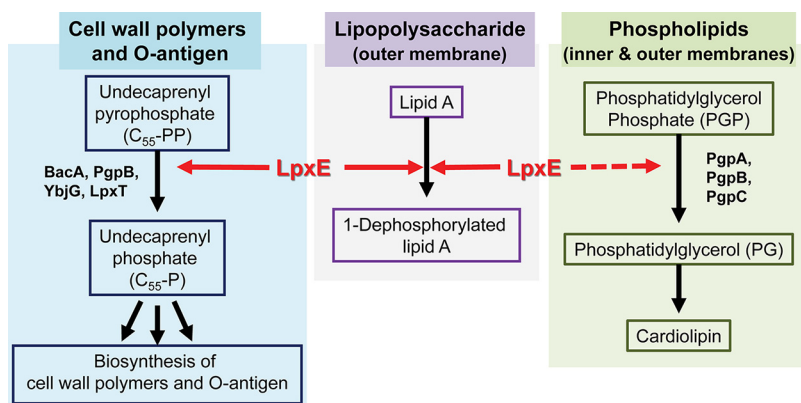 Cell wall polymers
and O-antigen
Undecaprenyl
pyrophosphate
(C₅₅-PP)
BacA, PgpB,
YbjG, LpxT
Undecaprenyl
phosphate
(C₅₅-P)
Biosynthesis of
cell wall polymers and O-antigen
Lipopolysaccharide
(outer membrane)
Lipid A
LpxE
LpxE
1-Dephosphorylated
lipid A
Phospholipids
(inner & outer membranes)
Phosphatidylglycerol
Phosphate (PGP)
PgpA,
PgpB,
PgpC
Phosphatidylglycerol (PG)
Cardiolipin